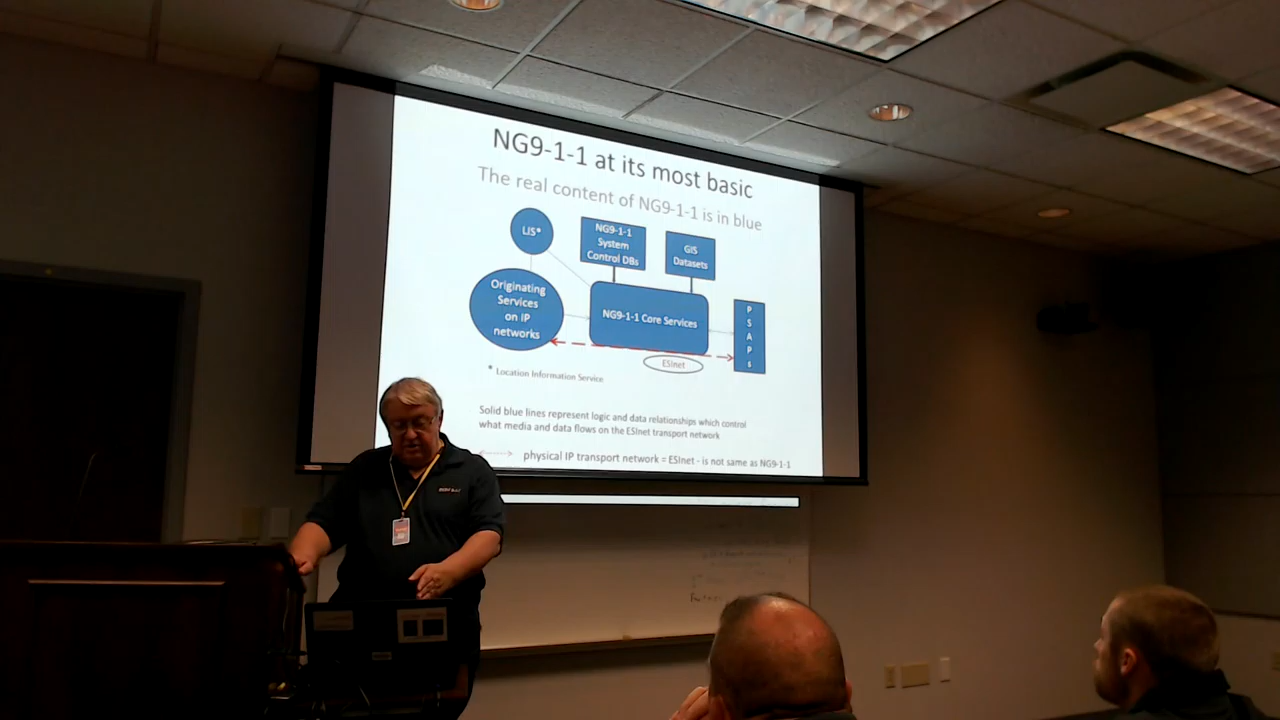 NG9-1-1 at its most basic
The real content of NG9-1-1 is in blue
LIS*
NG9-1-1
System
Control DBs
GIS
Datasets
Originating
Services
on IP
networks
NG9-1-1 Core Services
P
S
A
P
s
ESInet
* Location Information Service
Solid blue lines represent logic and data relationships which control
what media and data flows on the ESInet transport network
physical IP transport network = ESInet - is not same as NG9-1-1